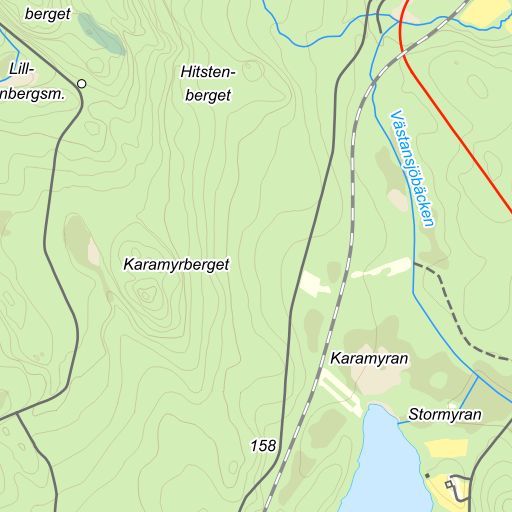 berget
Lill-
nbergsm.
Hitsten-
berget
Västansjöbäcken
Karamyrberget
Karamyran
Stormyran
158